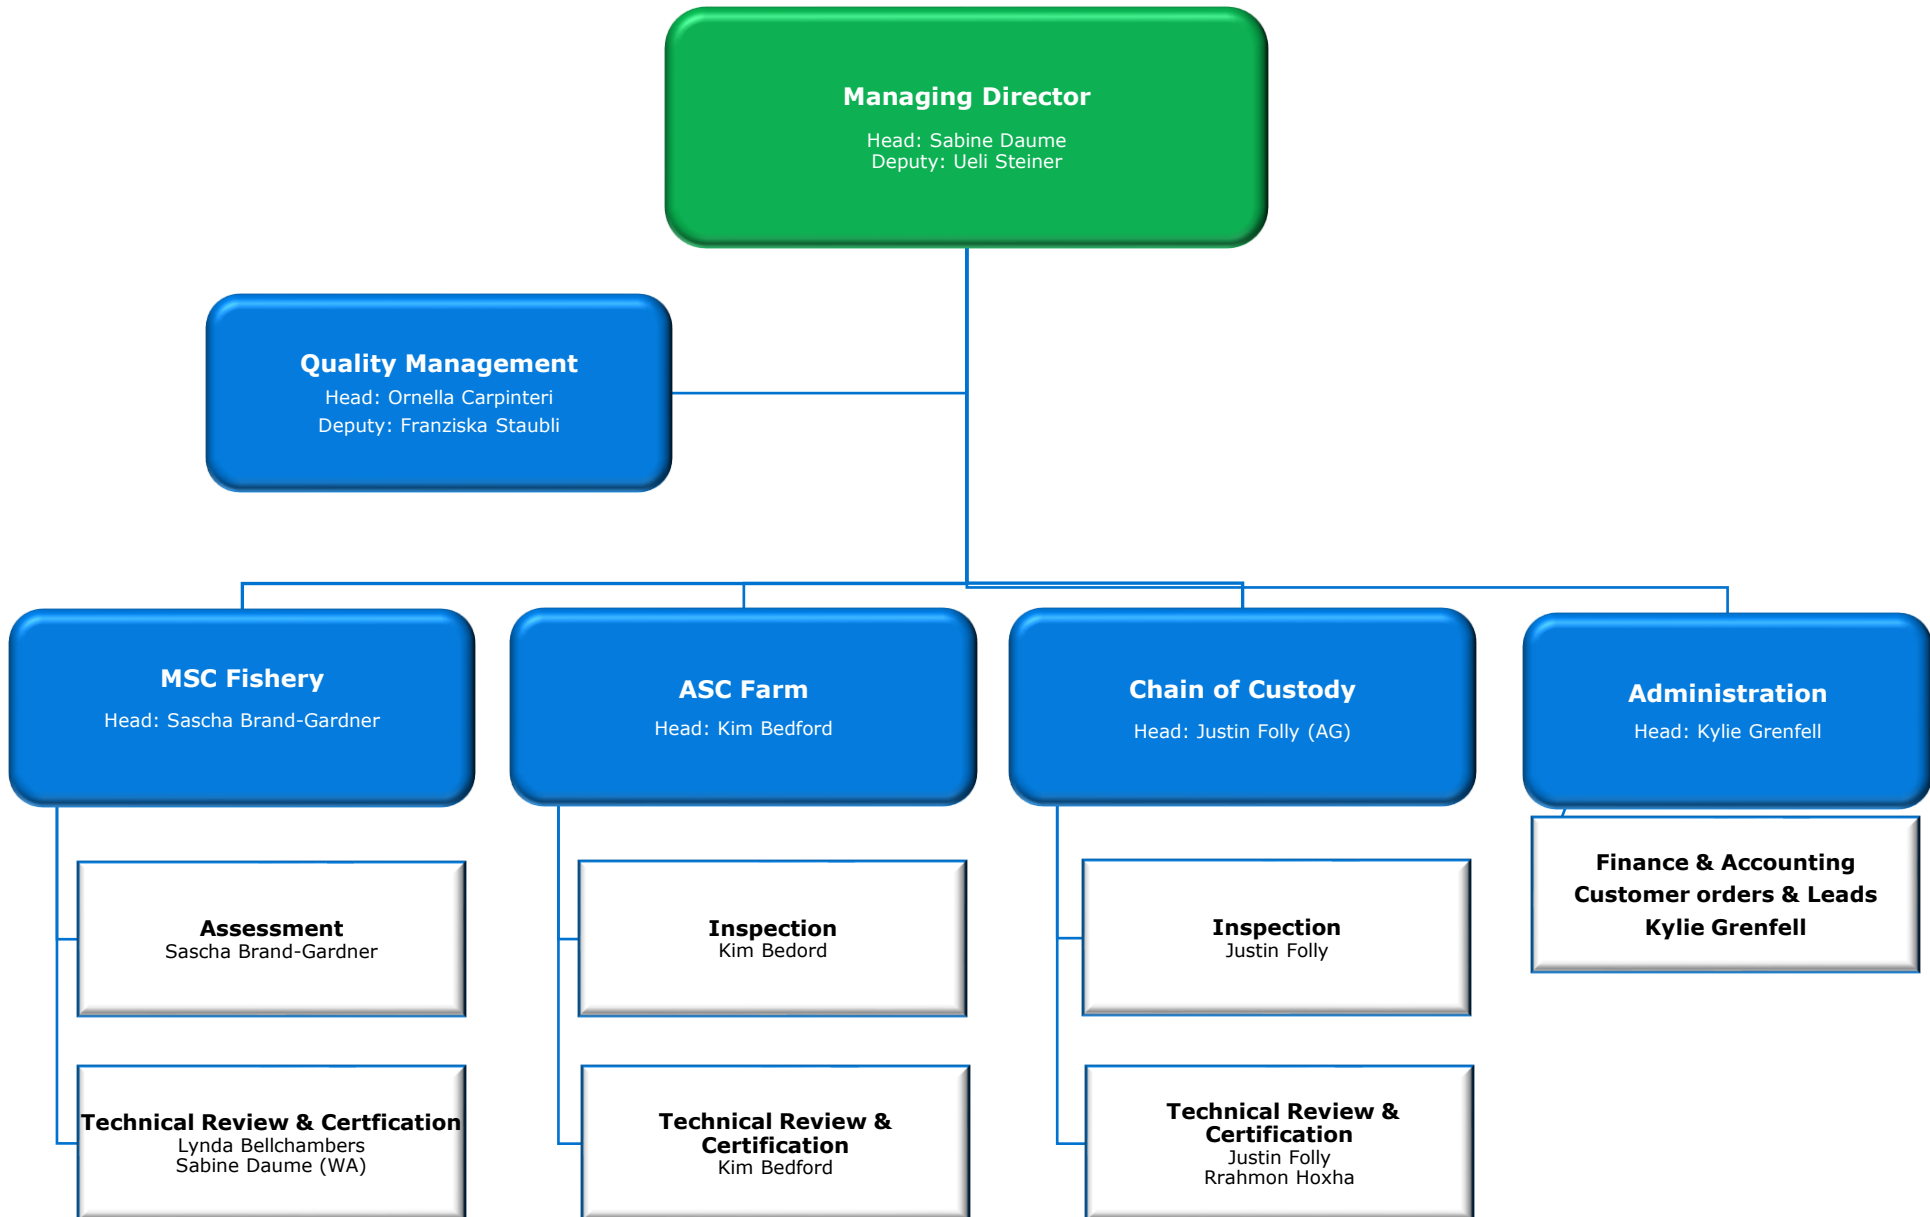 Managing Director
Head: Sabine Daume
Deputy: Ueli Steiner
Quality Management
Head: Ornella Carpinteri
Deputy: Franziska Staubli
MSC Fishery
Head: Sascha Brand-Gardner
ASC Farm
Head: Kim Bedford
Chain of Custody
Head: Justin Folly (AG)
Administration
Head: Kylie Grenfell
Assessment
Sascha Brand-Gardner
Inspection
Kim Bedord
Inspection
Justin Folly
Finance & Accounting
Customer orders & Leads
Kylie Grenfell
Technical Review & Certfication
Lynda Bellchambers
Sabine Daume (WA)
Technical Review &
Certification
Kim Bedford
Technical Review &
Certification
Justin Folly
Rrahmon Hoxha